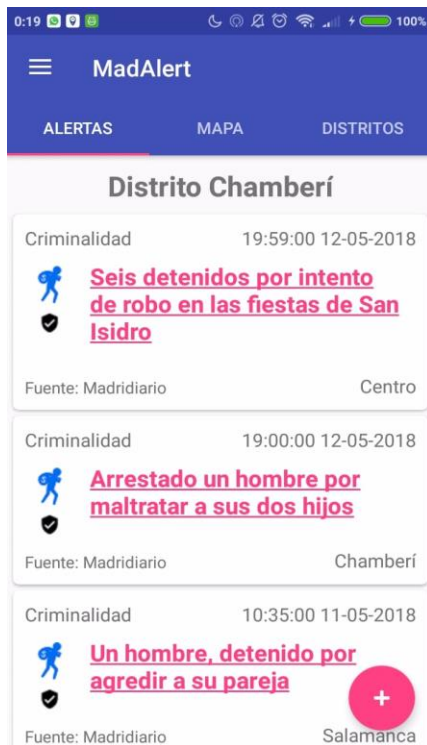 0:19 100%
MadAlert
ALERTAS MAPA DISTRITOS
Distrito Chamberí
Criminalidad 19:59:00 12-05-2018
Seis detenidos por intento
de robo en las fiestas de San
Isidro
Fuente: Madridiario Centro
Criminalidad 19:00:00 12-05-2018
Arrestado un hombre por
maltratar a sus dos hijos
Fuente: Madridiario Chamberí
Criminalidad 10:35:00 11-05-2018
Un hombre, detenido por
agredir a su pareja
+
Fuente: Madridiario Salamanca